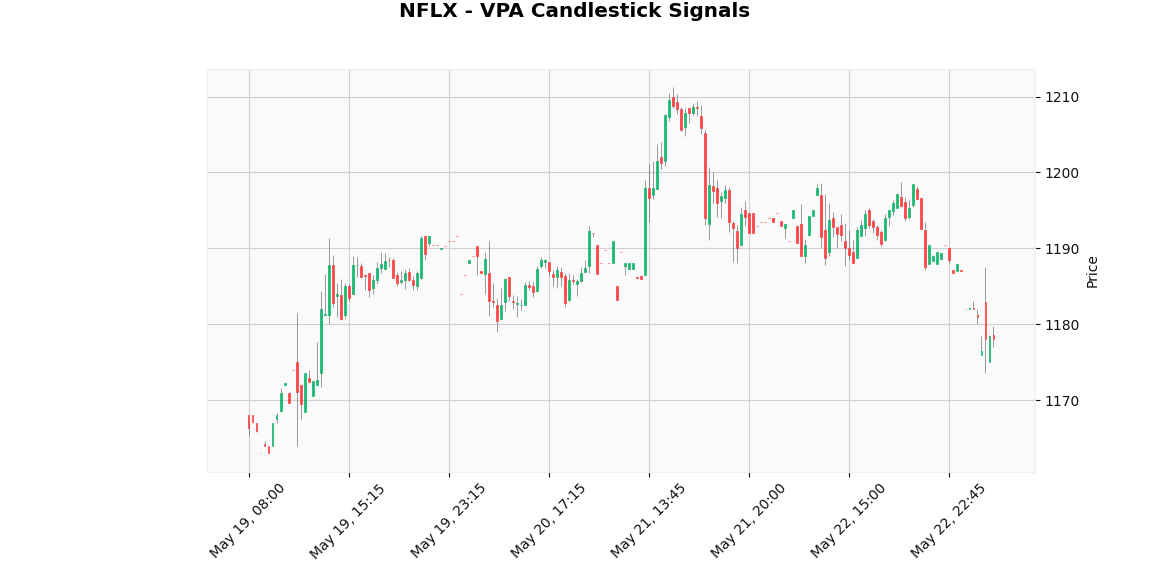 NFLX - VPA Candlestick Signals
1210
1200
1190
1180
1170
Price
May 19, 08:00
May 19, 15:15
May 19, 23:15
May 20, 17:15
May 21, 13:45
May 21, 20:00
May 22, 15:00
May 22, 22:45